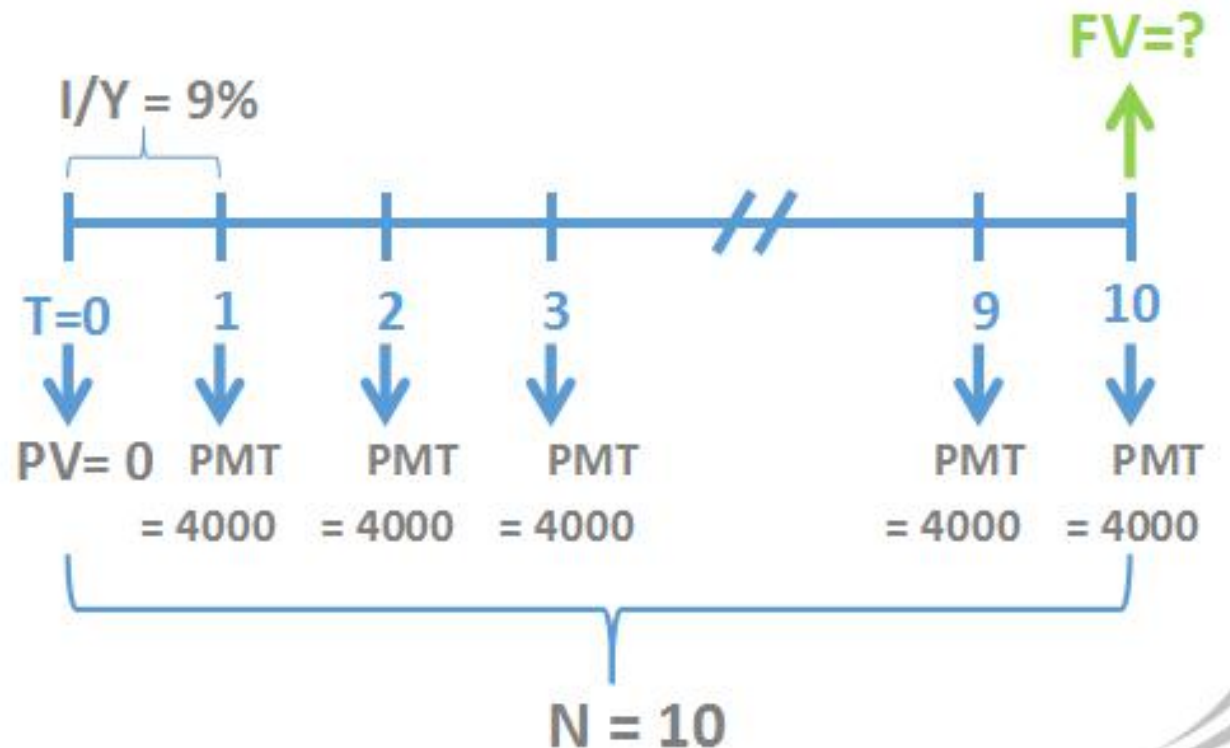 FV=?
I/Y = 9%
T=0 1 2 3 9 10
PV= 0 PMT PMT PMT PMT PMT
= 4000 = 4000 = 4000 = 4000 = 4000
N = 10